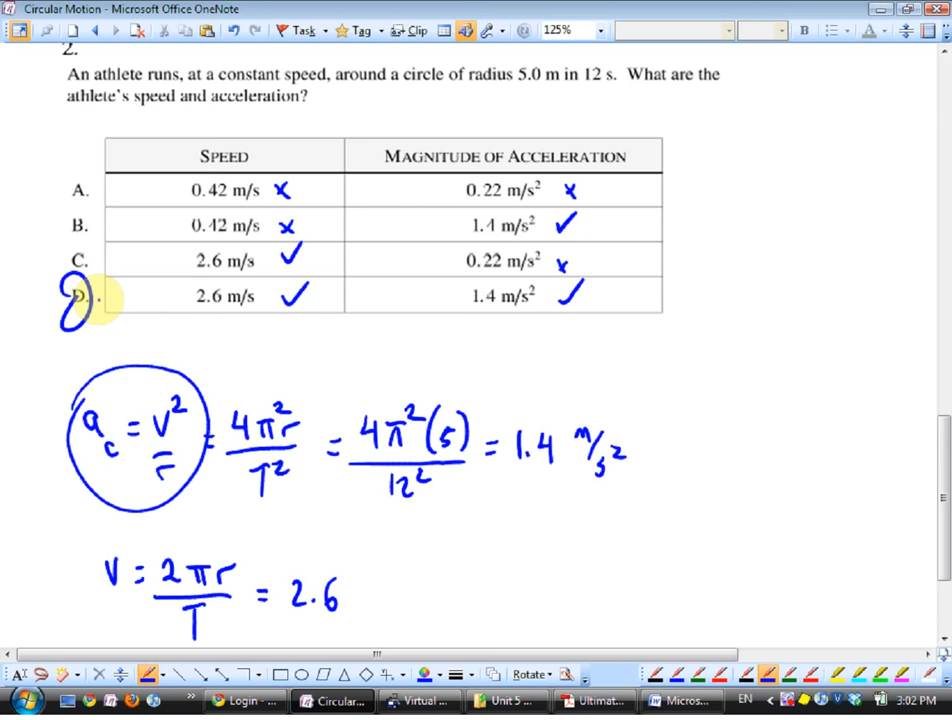 Circular Motion - Microsoft Office OneNote
Task Tag Clip 125% B
2.
An athlete runs, at a constant speed, around a circle of radius 5.0 m in 12 s. What are the
athlete's speed and acceleration?
SPEED MAGNITUDE OF ACCELERATION
A. 0.42 m/s x 0.22 m/s² x
B. 0.42 m/s x 1.4 m/s² ✓
C. 2.6 m/s ✓ 0.22 m/s² x
D. 2.6 m/s ✓ 1.4 m/s² ✓
a_c = v²/r = 4π²r/T² = 4π²(5)/12² = 1.4 m/s²
v = 2πr/T = 2.6
Rotate
Login - ... Circular... Virtual ... Unit 5 ... Ultimat... Micros... EN 3:02 PM